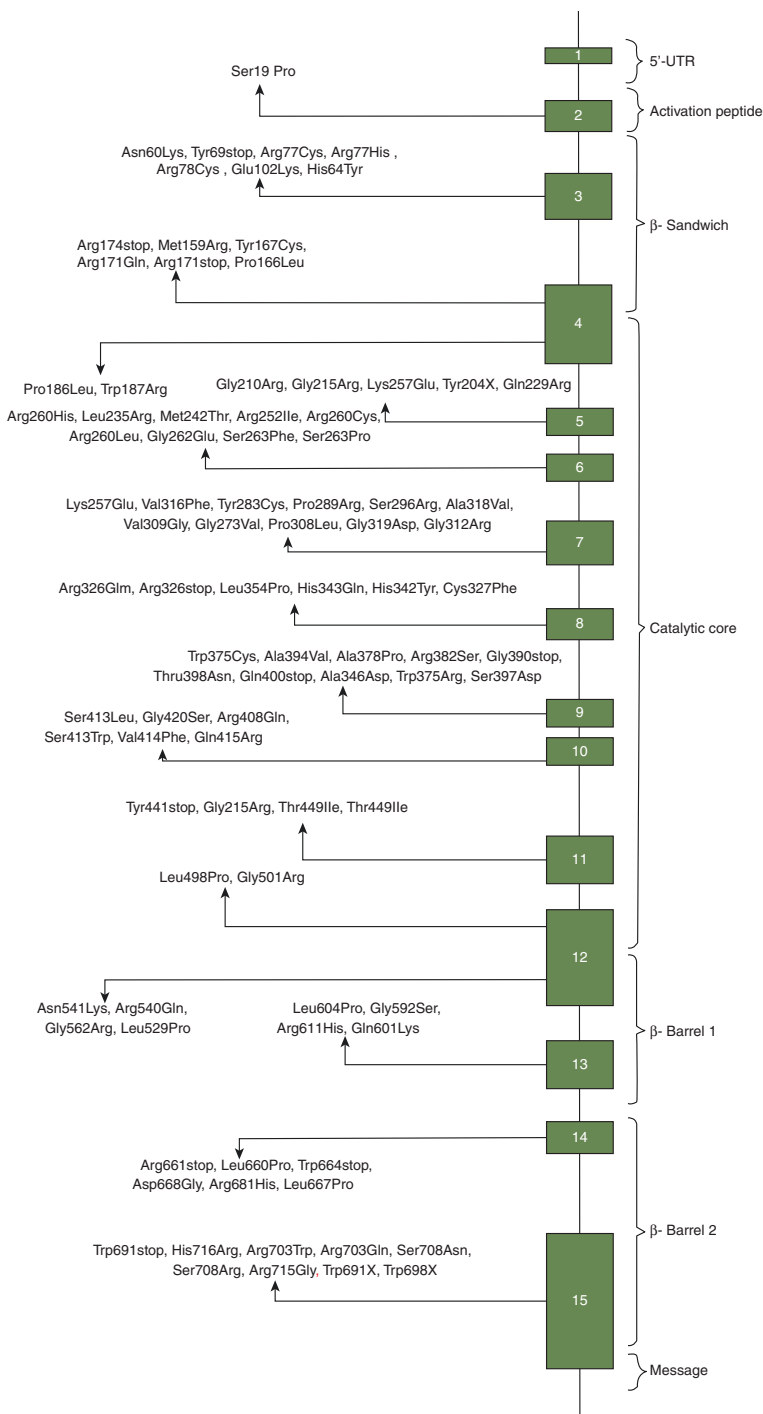 1
5'-UTR
Ser19 Pro
2
Activation peptide
Asn60Lys, Tyr69stop, Arg77Cys, Arg77His ,
Arg78Cys , Glu102Lys, His64Tyr
3
β- Sandwich
Arg174stop, Met159Arg, Tyr167Cys,
Arg171Gln, Arg171stop, Pro166Leu
4
Pro186Leu, Trp187Arg
Gly210Arg, Gly215Arg, Lys257Glu, Tyr204X, Gln229Arg
5
Arg260His, Leu235Arg, Met242Thr, Arg252IIe, Arg260Cys,
Arg260Leu, Gly262Glu, Ser263Phe, Ser263Pro
6
Lys257Glu, Val316Phe, Tyr283Cys, Pro289Arg, Ser296Arg, Ala318Val,
Val309Gly, Gly273Val, Pro308Leu, Gly319Asp, Gly312Arg
7
Arg326Glm, Arg326stop, Leu354Pro, His343Gln, His342Tyr, Cys327Phe
8
Catalytic core
Trp375Cys, Ala394Val, Ala378Pro, Arg382Ser, Gly390stop,
Thru398Asn, Gln400stop, Ala346Asp, Trp375Arg, Ser397Asp
9
Ser413Leu, Gly420Ser, Arg408Gln,
Ser413Trp, Val414Phe, Gln415Arg
10
Tyr441stop, Gly215Arg, Thr449IIe, Thr449IIe
11
Leu498Pro, Gly501Arg
12
Asn541Lys, Arg540Gln,
Gly562Arg, Leu529Pro
Leu604Pro, Gly592Ser,
Arg611His, Gln601Lys
β- Barrel 1
13
14
Arg661stop, Leu660Pro, Trp664stop,
Asp668Gly, Arg681His, Leu667Pro
β- Barrel 2
Trp691stop, His716Arg, Arg703Trp, Arg703Gln, Ser708Asn,
Ser708Arg, Arg715Gly, Trp691X, Trp698X
15
Message